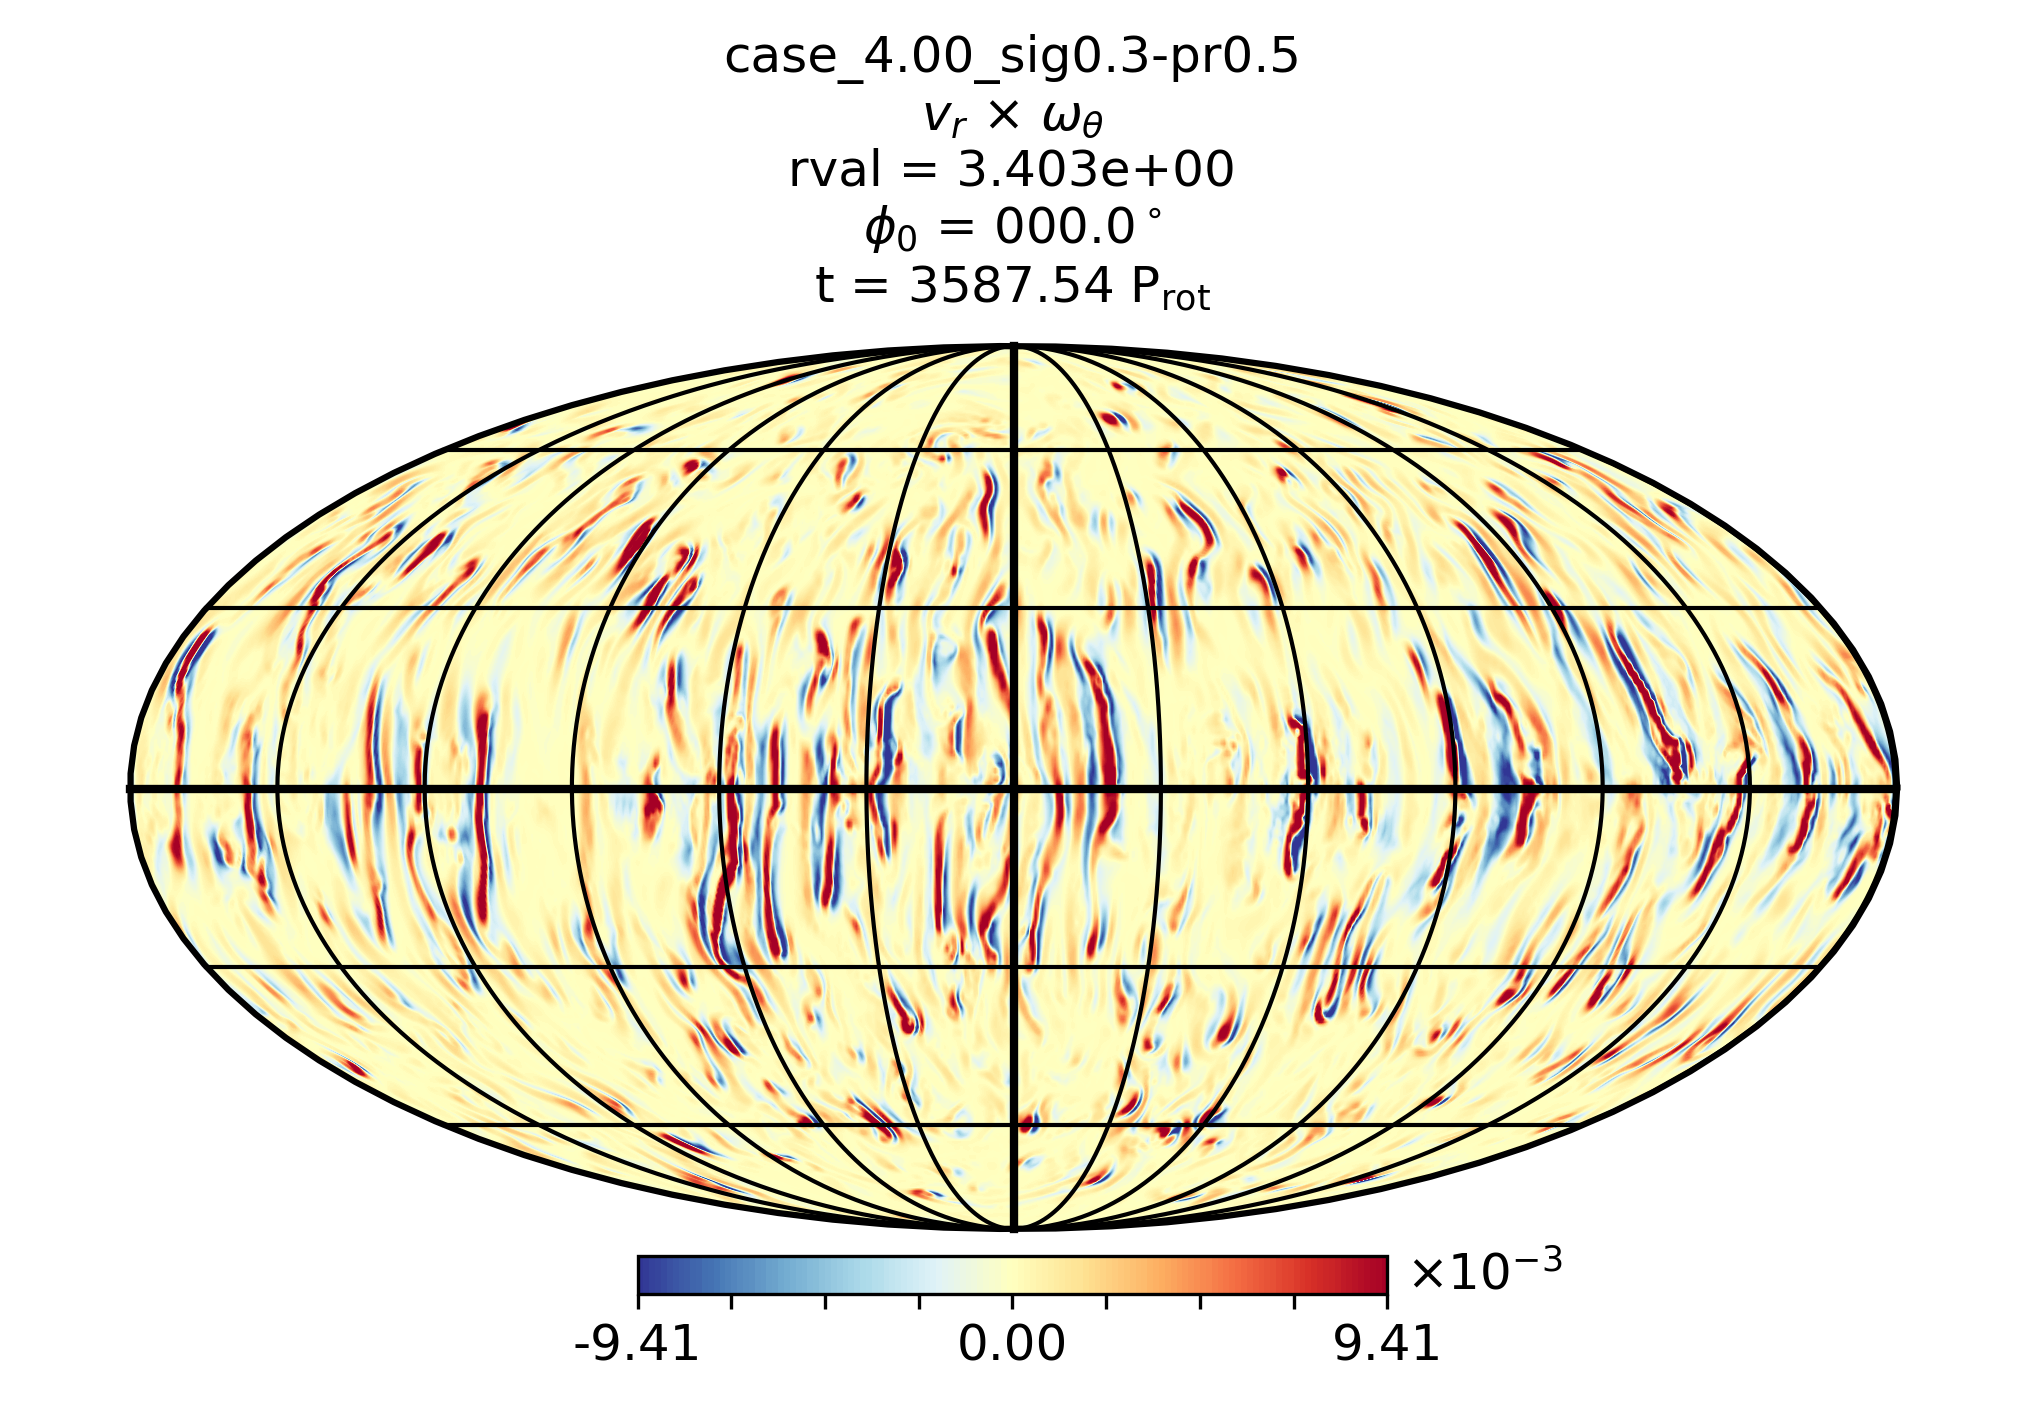 case_4.00_sig0.3-pr0.5
v_r × ω_θ
rval = 3.403e+00
ϕ_0 = 000.0°
t = 3587.54 P_rot
×10^−3
-9.41 0.00 9.41